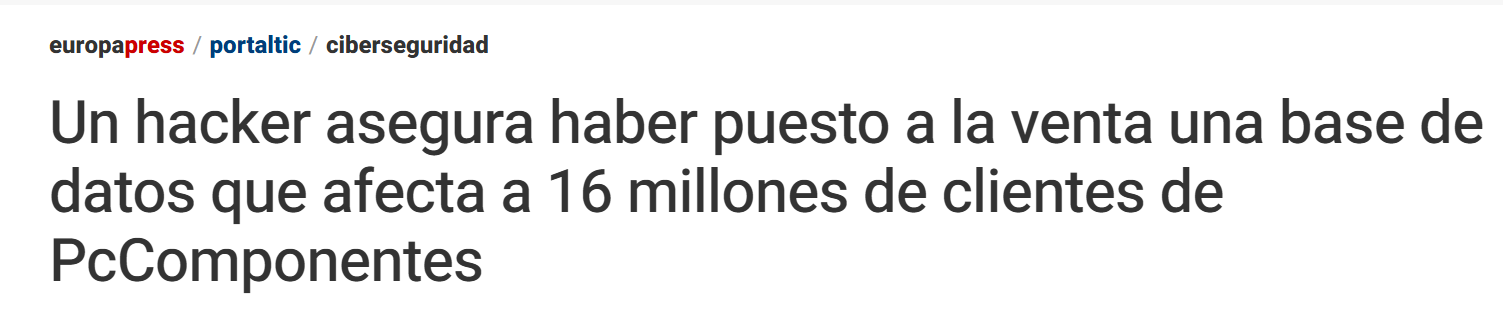 europapress / portaltic / ciberseguridad
Un hacker asegura haber puesto a la venta una base de
datos que afecta a 16 millones de clientes de
PcComponentes